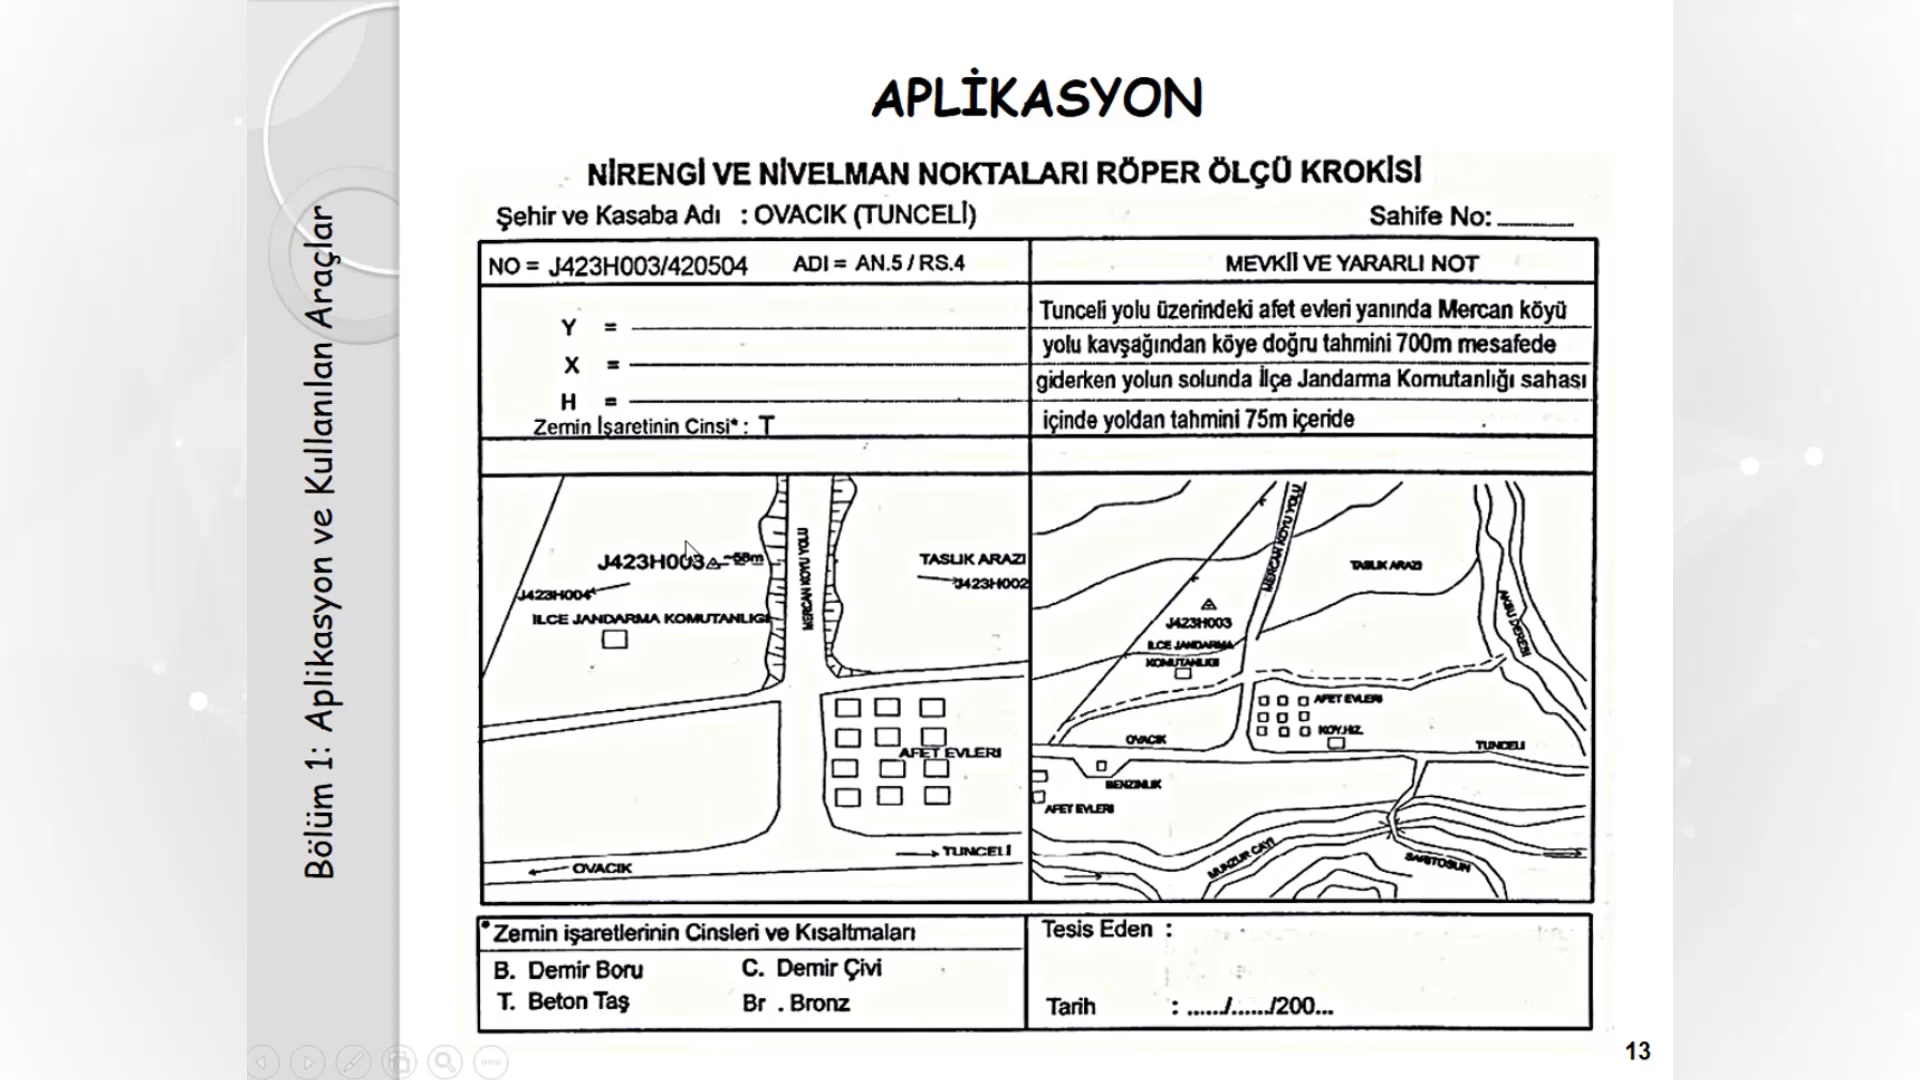 Bölüm 1: Aplikasyon ve Kullanılan Araçlar
APLİKASYON
NİRENGİ VE NİVELMAN NOKTALARI RÖPER ÖLÇÜ KROKİSİ
Şehir ve Kasaba Adı : OVACIK (TUNCELİ)
Sahife No:
NO = J423H003/420504 ADI = AN.5 / RS.4
MEVKİİ VE YARARLI NOT
Y =
X =
H =
Zemin İşaretinin Cinsi* : T
Tunceli yolu üzerindeki afet evleri yanında Mercan köyü
yolu kavşağından köye doğru tahmini 700m mesafede
giderken yolun solunda İlçe Jandarma Komutanlığı sahası
içinde yoldan tahmini 75m içeride
J423H003 ~58m
J423H004
ILCE JANDARMA KOMUTANLIGI
MERCAN KOYU YOLU
TASLIK ARAZI
J423H002
AFET EVLERI
TUNCELI
OVACIK
MERCAN KOYU YOLU
TASLIK ARAZI
J423H003
ILCE JANDARMA
KOMUTANLIGI
AFET EVLERI
KOY.HIZ.
OVACIK
TUNCELI
BENZINLIK
AFET EVLERI
MUNZUR CAYI
SARITOSUN
* Zemin işaretlerinin Cinsleri ve Kısaltmaları
B. Demir Boru C. Demir Çivi
T. Beton Taş Br . Bronz
Tesis Eden :
Tarih : ....../....../200...
13